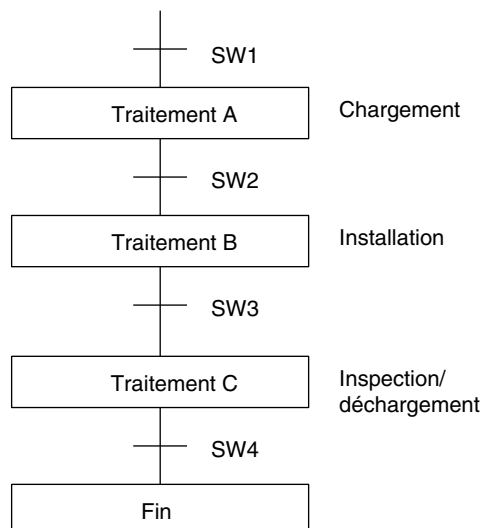 SW1
Traitement A
Chargement
SW2
Traitement B
Installation
SW3
Traitement C
Inspection/
déchargement
SW4
Fin